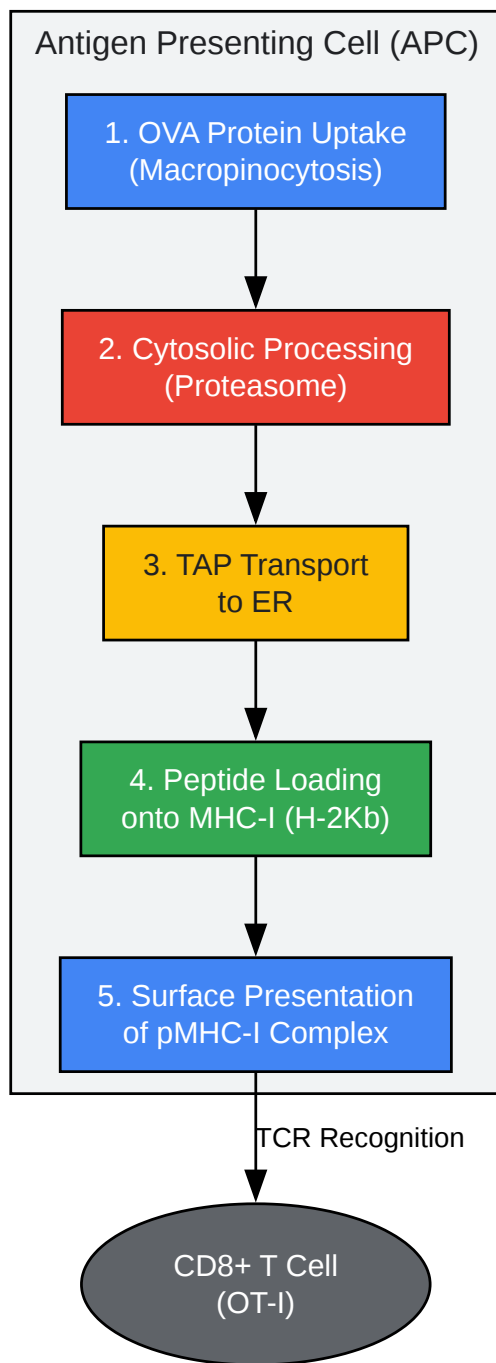 Antigen Presenting Cell (APC)
1. OVA Protein Uptake
(Macropinocytosis)
2. Cytosolic Processing
(Proteasome)
3. TAP Transport
to ER
4. Peptide Loading
onto MHC-I (H-2Kb)
5. Surface Presentation
of pMHC-I Complex
TCR Recognition
CD8+ T Cell
(OT-I)